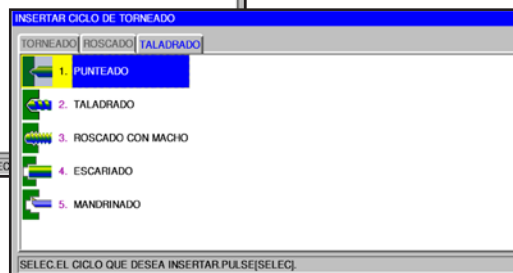 INSERTAR CICLO DE TORNEADO
TORNEADO ROSCADO TALADRADO
1. PUNTEADO
2. TALADRADO
3. ROSCADO CON MACHO
4. ESCARIADO
5. MANDRINADO
SELEC.EL CICLO QUE DESEA INSERTAR.PULSE[SELEC].